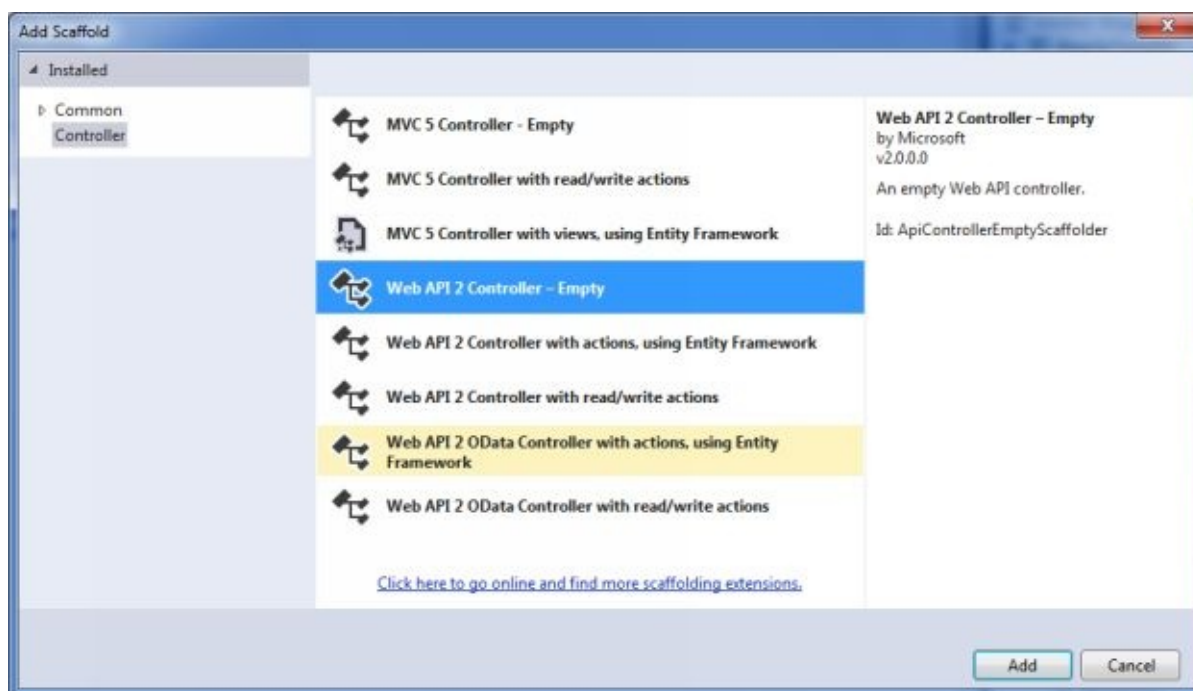 Add Scaffold
Installed
Common
Controller
MVC 5 Controller - Empty
MVC 5 Controller with read/write actions
MVC 5 Controller with views, using Entity Framework
Web API 2 Controller – Empty
Web API 2 Controller with actions, using Entity Framework
Web API 2 Controller with read/write actions
Web API 2 OData Controller with actions, using Entity
Framework
Web API 2 OData Controller with read/write actions
Click here to go online and find more scaffolding extensions.
Web API 2 Controller – Empty
by Microsoft
v2.0.0.0
An empty Web API controller.
Id: ApiControllerEmptyScaffolder
Add
Cancel